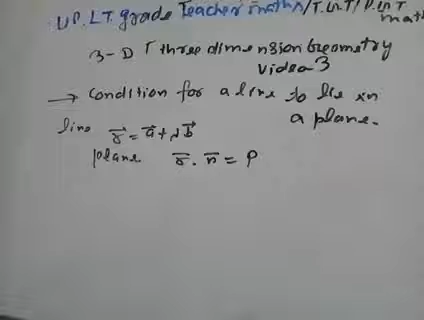 UP. LT. grade Teacher maths/T.G.T/P.G.T
math
3-D (three dimension Geometry
Video 3
→ Condition for a line to lie in
a plane.
line r⃗ = a⃗ + λb⃗
plane r⃗ . n⃗ = P